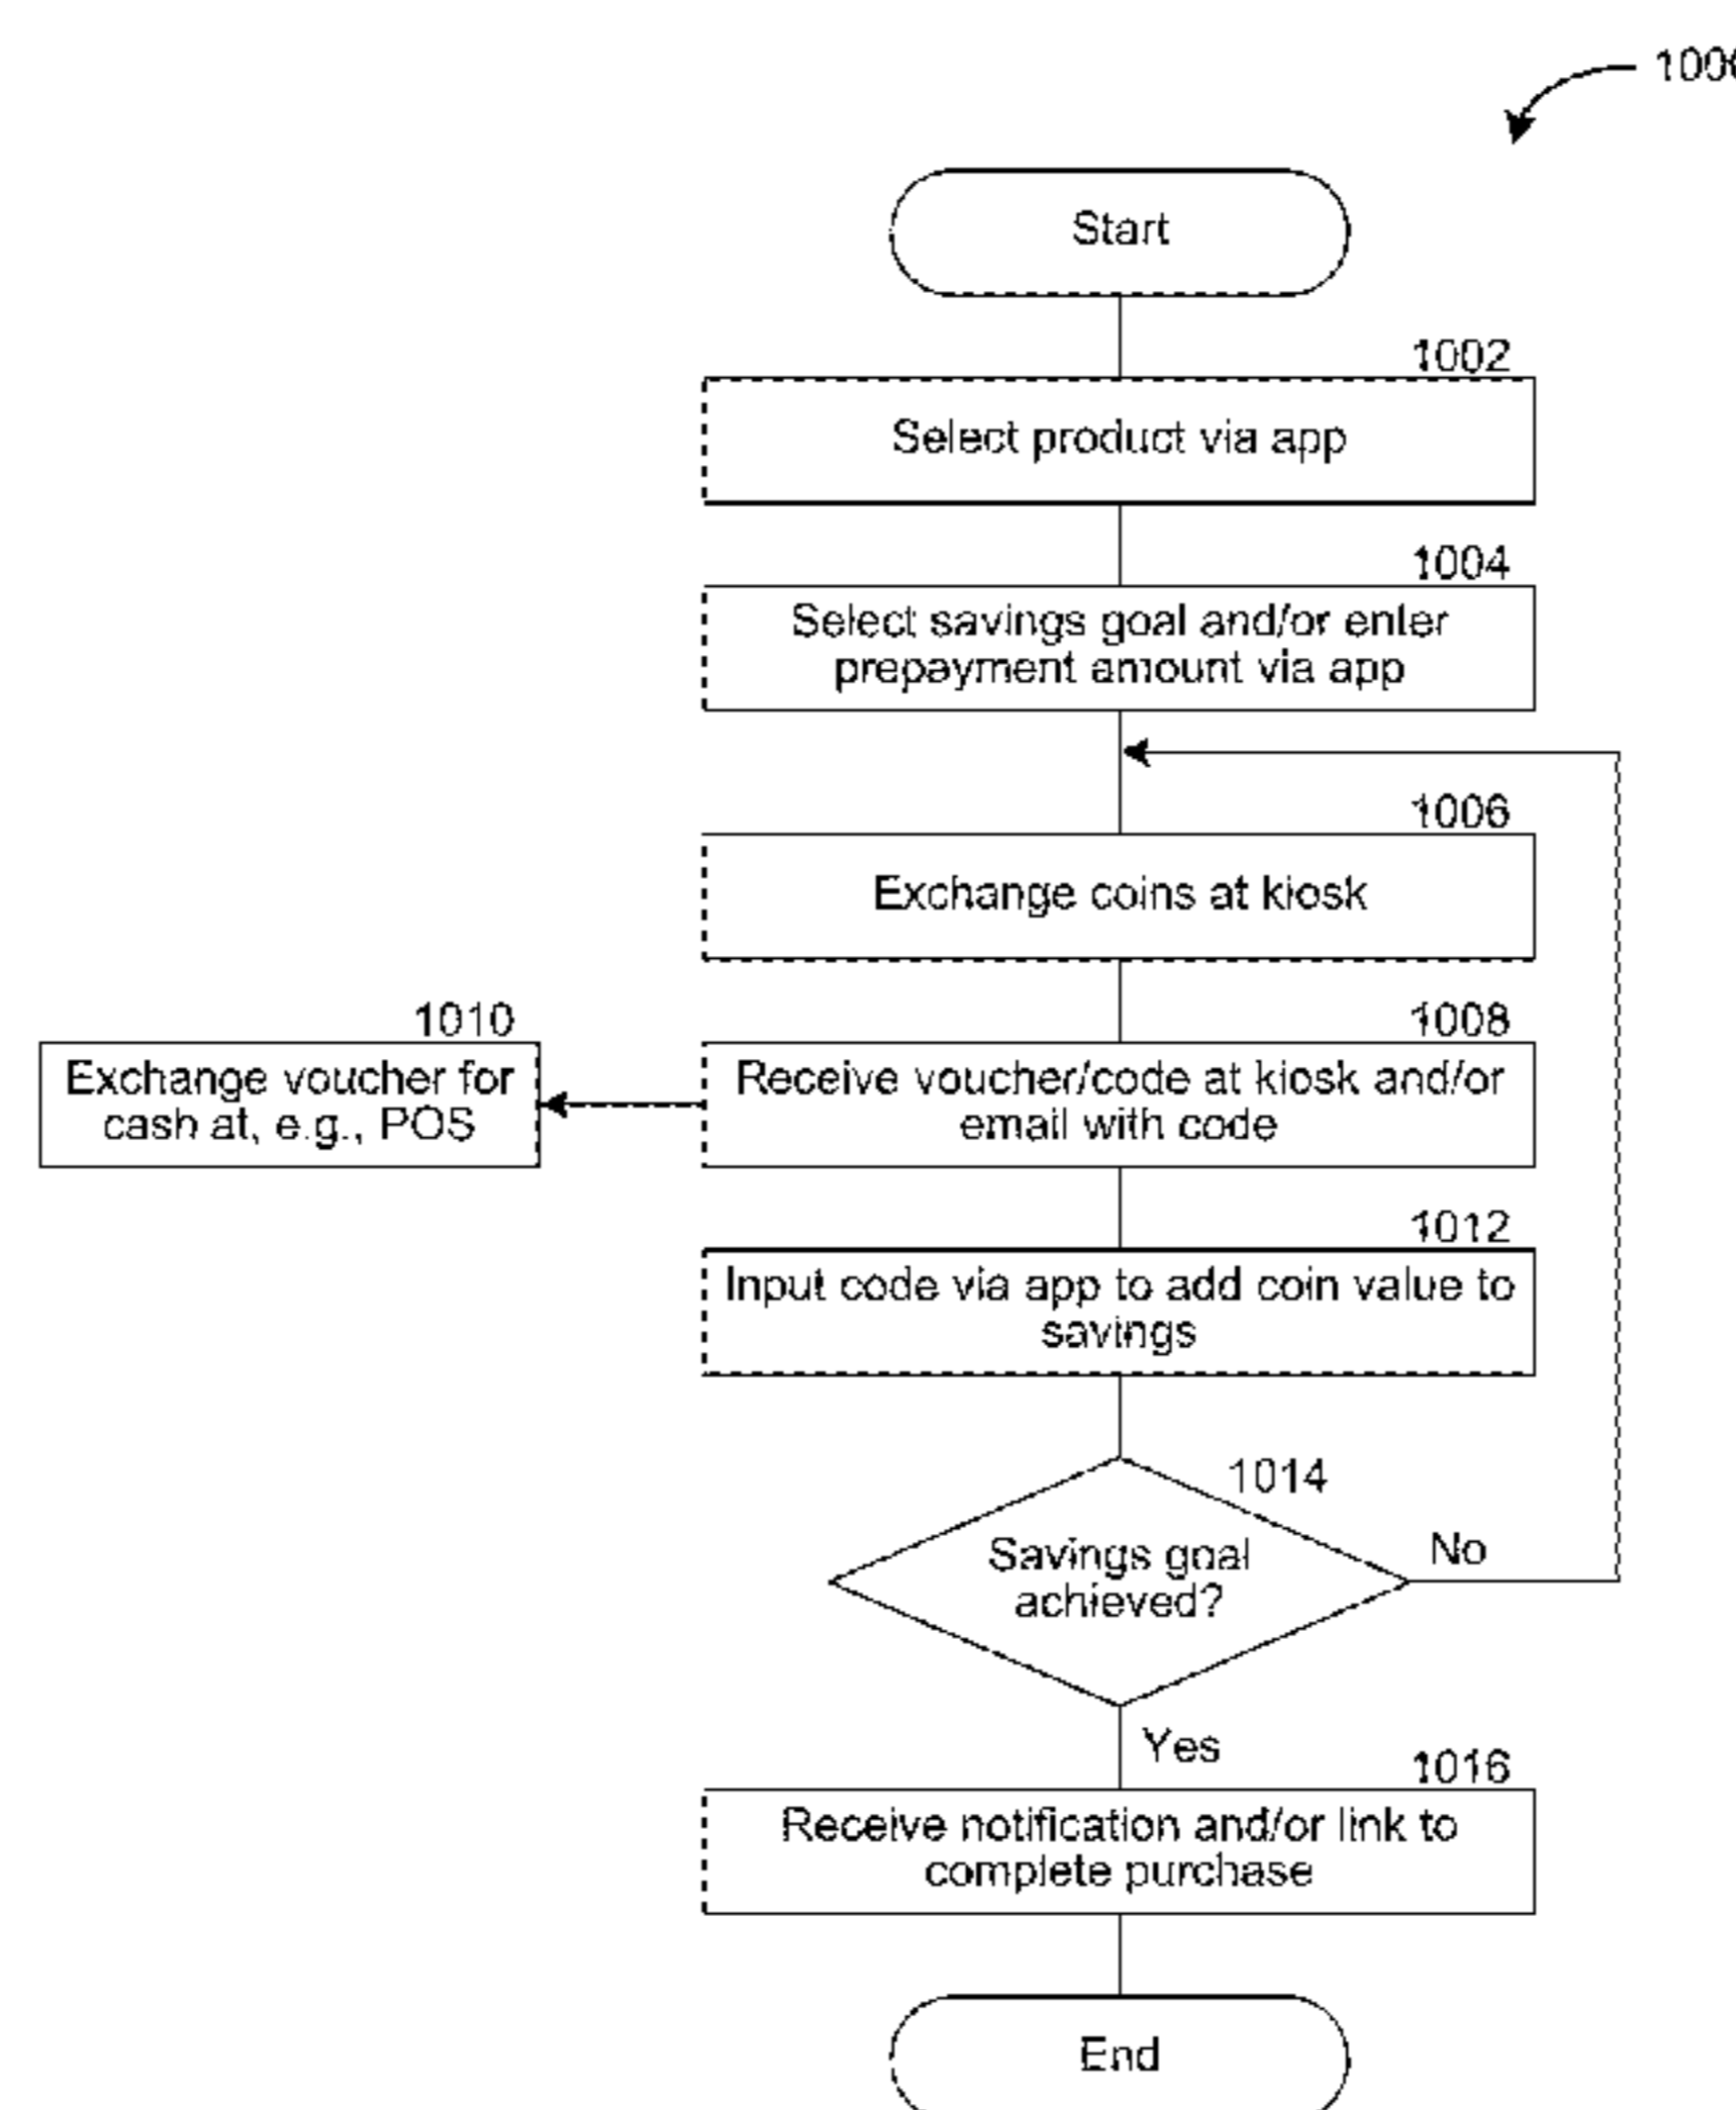 Start
1002
Select product via app
1004
Select savings goal and/or enter
prepayment amount via app
1006
Exchange coins at kiosk
1010
Exchange voucher for
cash at, e.g., POS
1008
Receive voucher/code at kiosk and/or
email with code
1012
Input code via app to add coin value to
savings
1014
Savings goal
achieved?
No
Yes
1016
Receive notification and/or link to
complete purchase
End